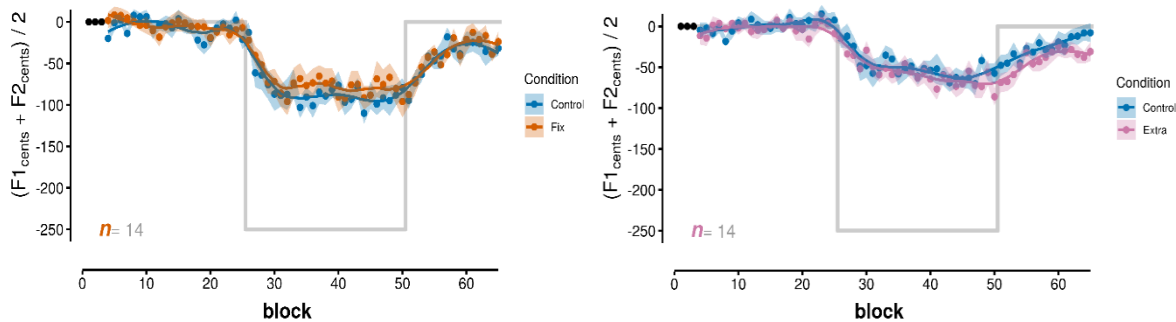 (F1cents + F2cents) / 2
0
-50
-100
-150
-200
-250
n= 14
0 10 20 30 40 50 60
block
Condition
Control
Fix
(F1cents + F2cents) / 2
0
-50
-100
-150
-200
-250
n= 14
0 10 20 30 40 50 60
block
Condition
Control
Extra